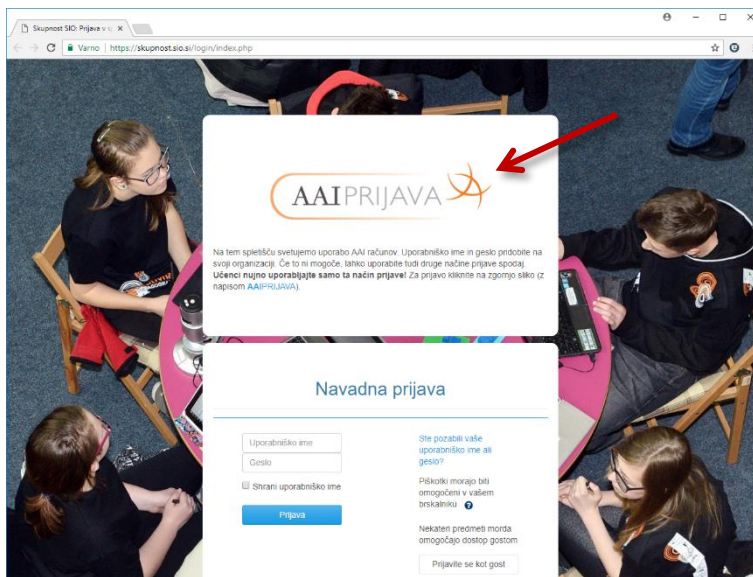 Skupnost SIO: Prijava v s
Varno | https://skupnost.sio.si/login/index.php
AAIPRIJAVA
Na tem spletišču svetujemo uporabo AAI računov. Uporabniško ime in geslo pridobite na
svoji organizaciji. Če to ni mogoče, lahko uporabite tudi druge načine prijave spodaj.
Učenci nujno uporabljajte samo ta način prijave! Za prijavo kliknite na zgornjo sliko (z
napisom AAIPRIJAVA).
Navadna prijava
Uporabniško ime
Geslo
Shrani uporabniško ime
Prijava
Ste pozabili vaše
uporabniško ime ali
geslo?
Piškotki morajo biti
omogočeni v vašem
brskalniku
Nekateri predmeti morda
omogočajo dostop gostom
Prijavite se kot gost